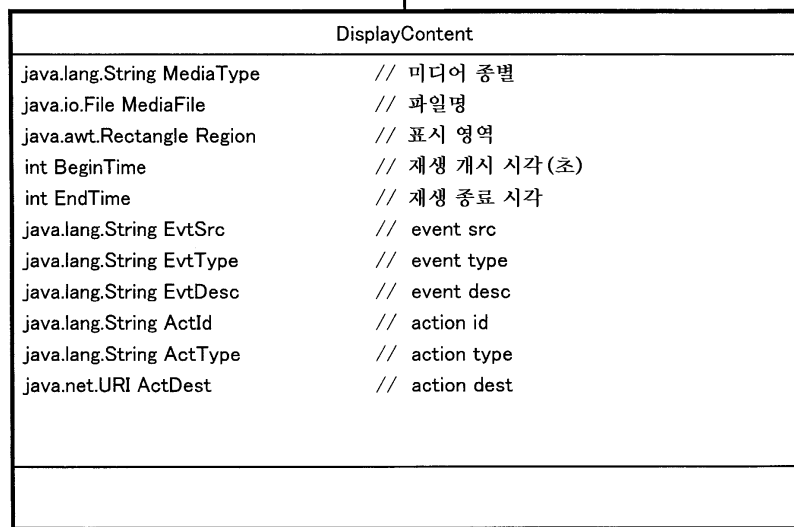 DisplayContent
java.lang.String MediaType // 미디어 종별
java.io.File MediaFile // 파일명
java.awt.Rectangle Region // 표시 영역
int BeginTime // 재생 개시 시각(초)
int EndTime // 재생 종료 시각
java.lang.String EvtSrc // event src
java.lang.String EvtType // event type
java.lang.String EvtDesc // event desc
java.lang.String ActId // action id
java.lang.String ActType // action type
java.net.URI ActDest // action dest